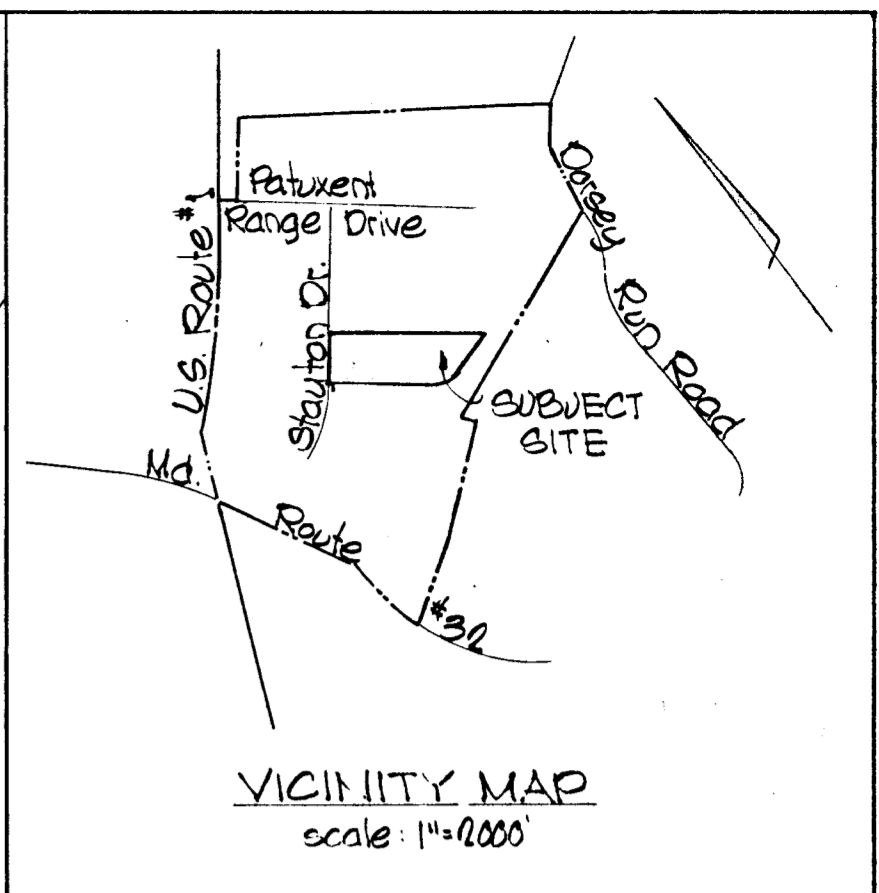 Patuxent
Range Drive
U.S. Route #1
Stayton Dr.
Dorsey Run Road
SUBJECT
SITE
Md. Route #32
VICINITY MAP
scale: 1"=2000'